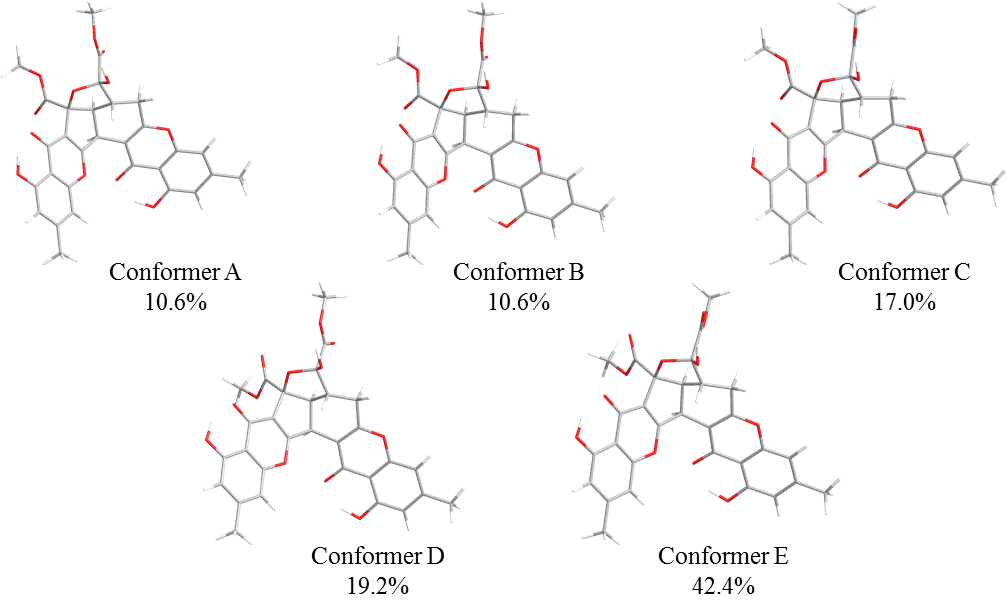 Conformer A
10.6%
Conformer B
10.6%
Conformer C
17.0%
Conformer D
19.2%
Conformer E
42.4%